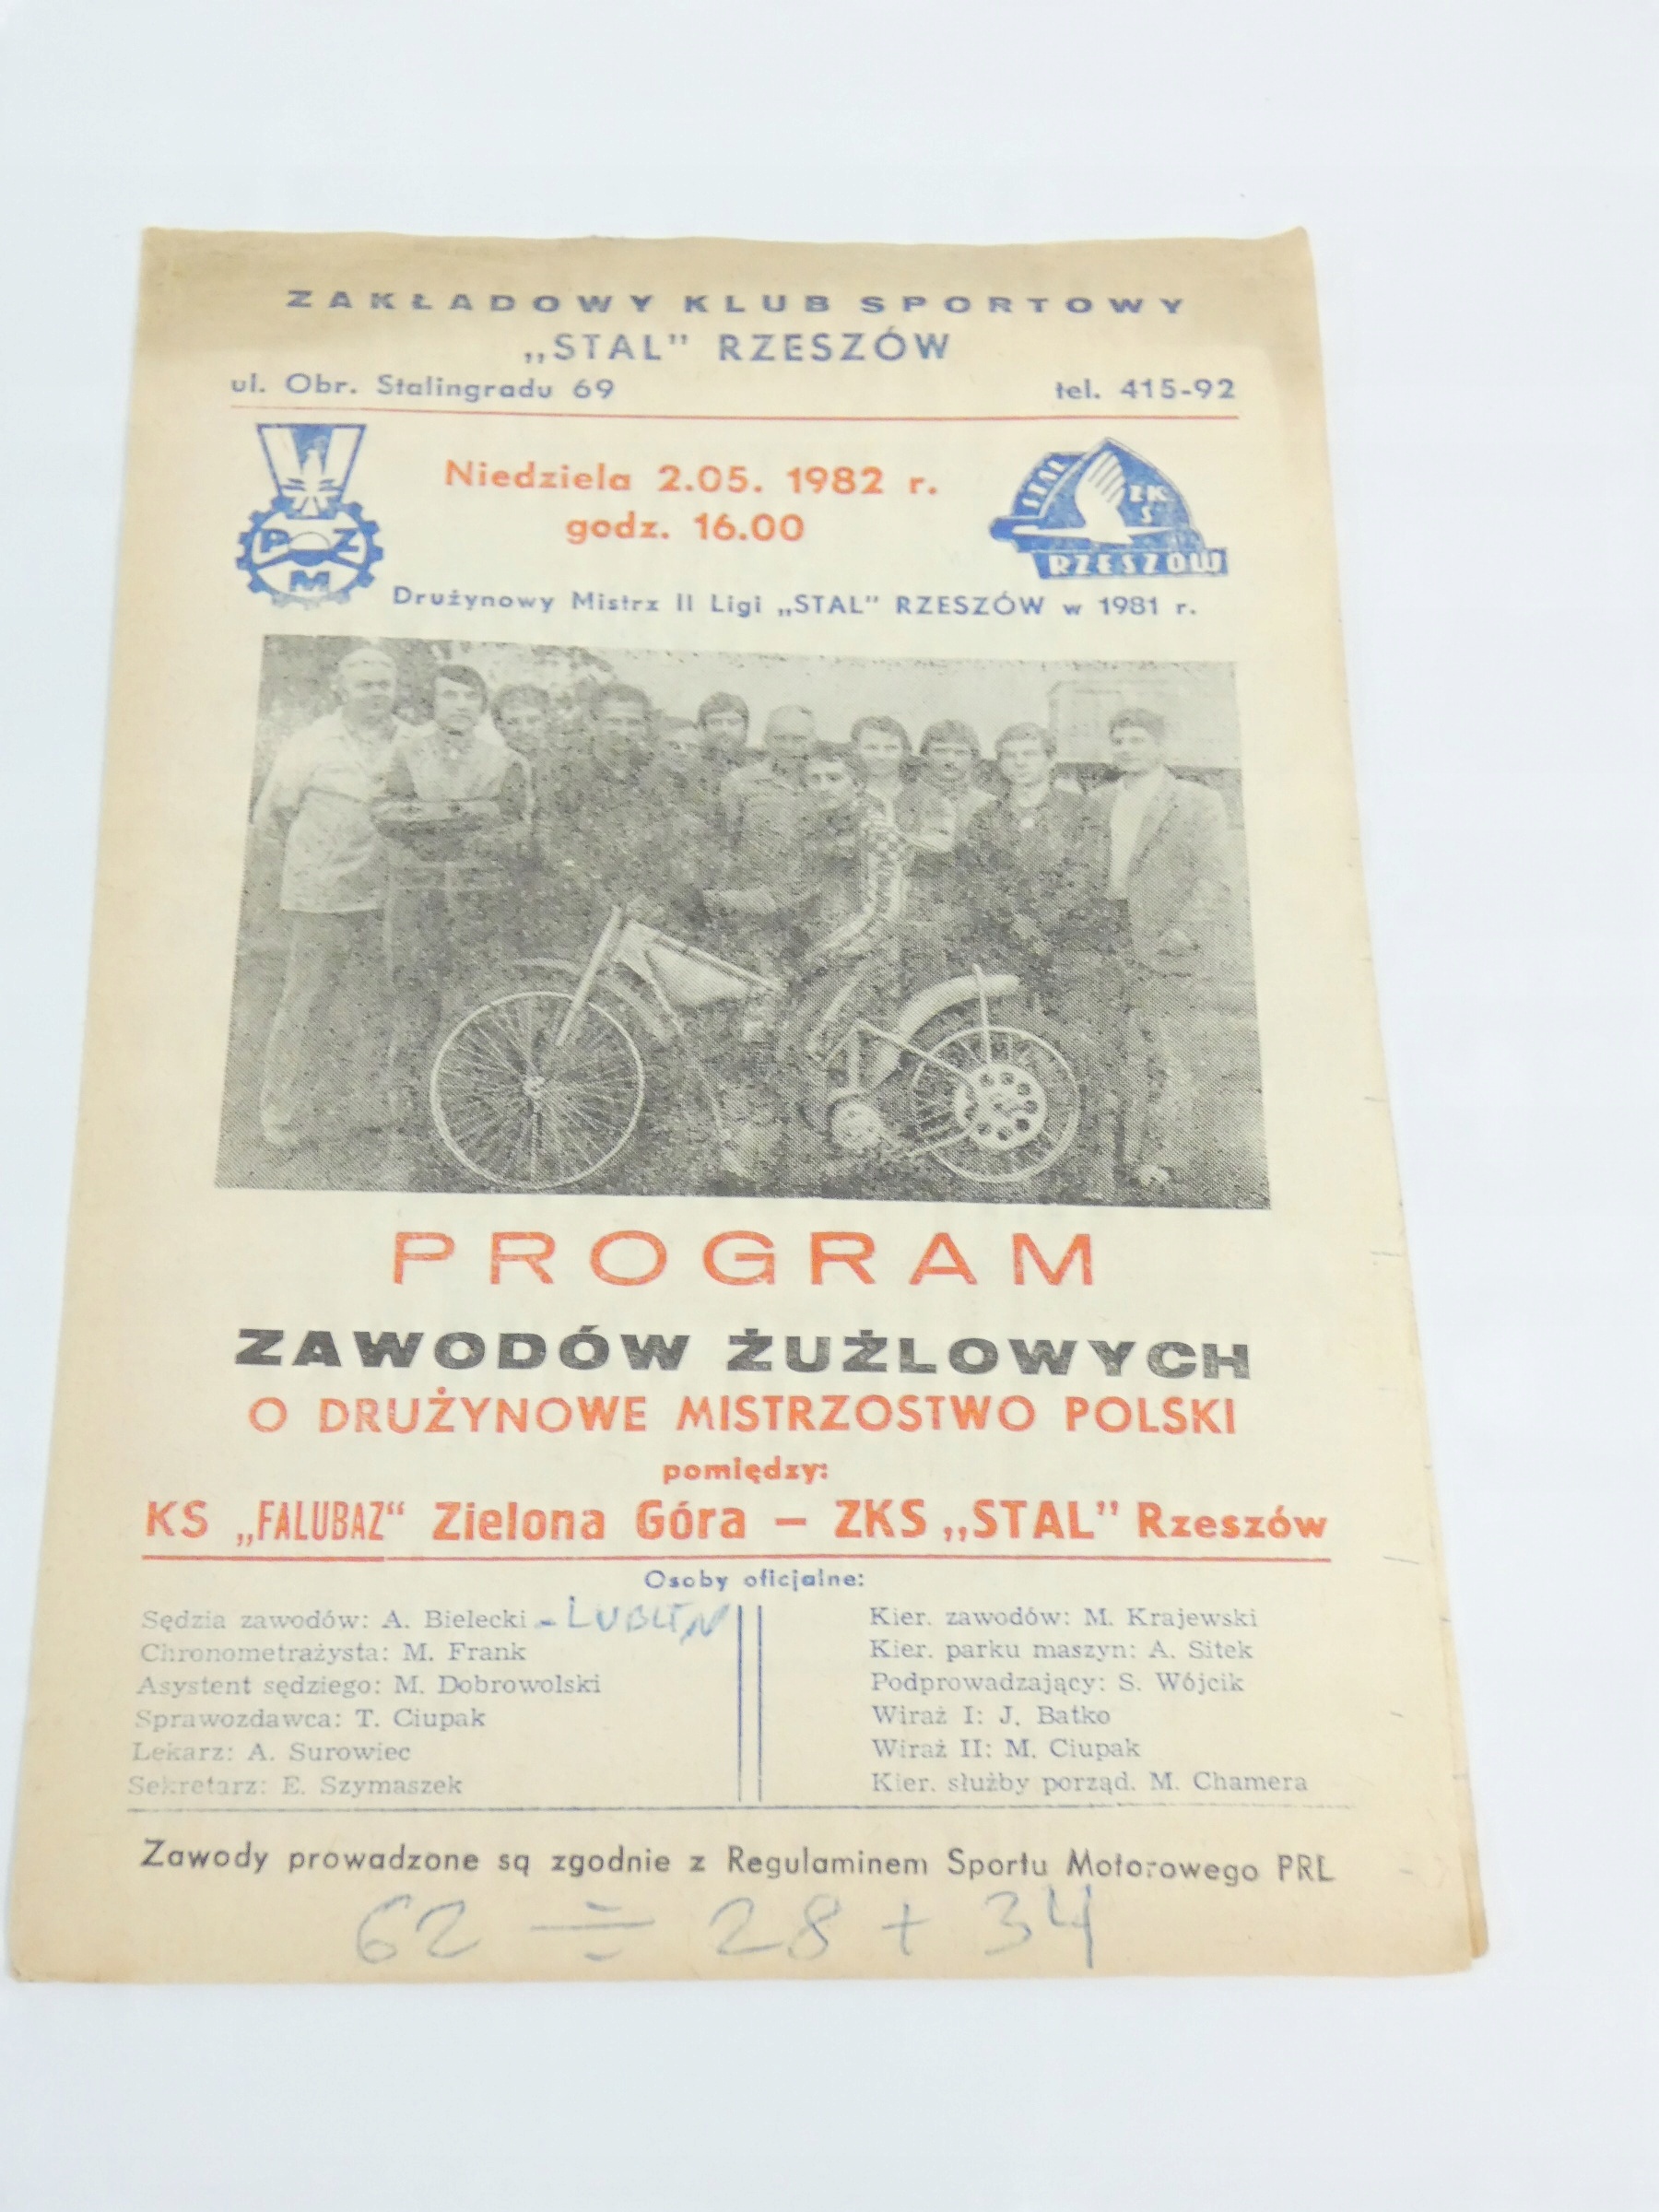 ZAKŁADOWY KLUB SPORTOWY
„STAL” RZESZÓW
ul. Obr. Stalingradu 69 tel. 415-92
Niedziela 2.05. 1982 r.
godz. 16.00
PZM
STAL ZKS RZESZÓW
Drużynowy Mistrz II Ligi „STAL” RZESZÓW w 1981 r.
PROGRAM
ZAWODÓW ŻUŻLOWYCH
O DRUŻYNOWE MISTRZOSTWO POLSKI
pomiędzy:
KS „FALUBAZ“ Zielona Góra — ZKS „STAL” Rzeszów
Osoby oficjalne:
Sędzia zawodów: A. Bielecki - LUBLIN
Chronometrażysta: M. Frank
Asystent sędziego: M. Dobrowolski
Sprawozdawca: T. Ciupak
Lekarz: A. Surowiec
Sekretarz: E. Szymaszek
Kier. zawodów: M. Krajewski
Kier. parku maszyn: A. Sitek
Podprowadzający: S. Wójcik
Wiraż I: J. Batko
Wiraż II: M. Ciupak
Kier. służby porząd. M. Chamera
Zawody prowadzone są zgodnie z Regulaminem Sportu Motorowego PRL
62 ÷ 28 + 34